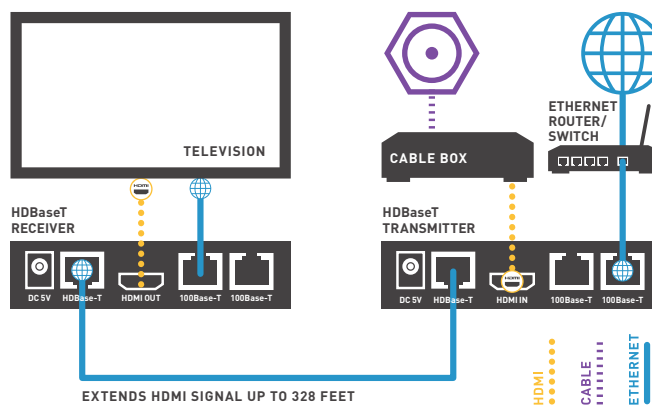 TELEVISION
HDMI
HDBaseT
RECEIVER
DC 5V
HDBase-T
HDMI OUT
100Base-T
100Base-T
EXTENDS HDMI SIGNAL UP TO 328 FEET
CABLE BOX
ETHERNET
ROUTER/
SWITCH
HDBaseT
TRANSMITTER
HDMI
DC 5V
HDBase-T
HDMI IN
100Base-T
100Base-T
HDMI
CABLE
ETHERNET